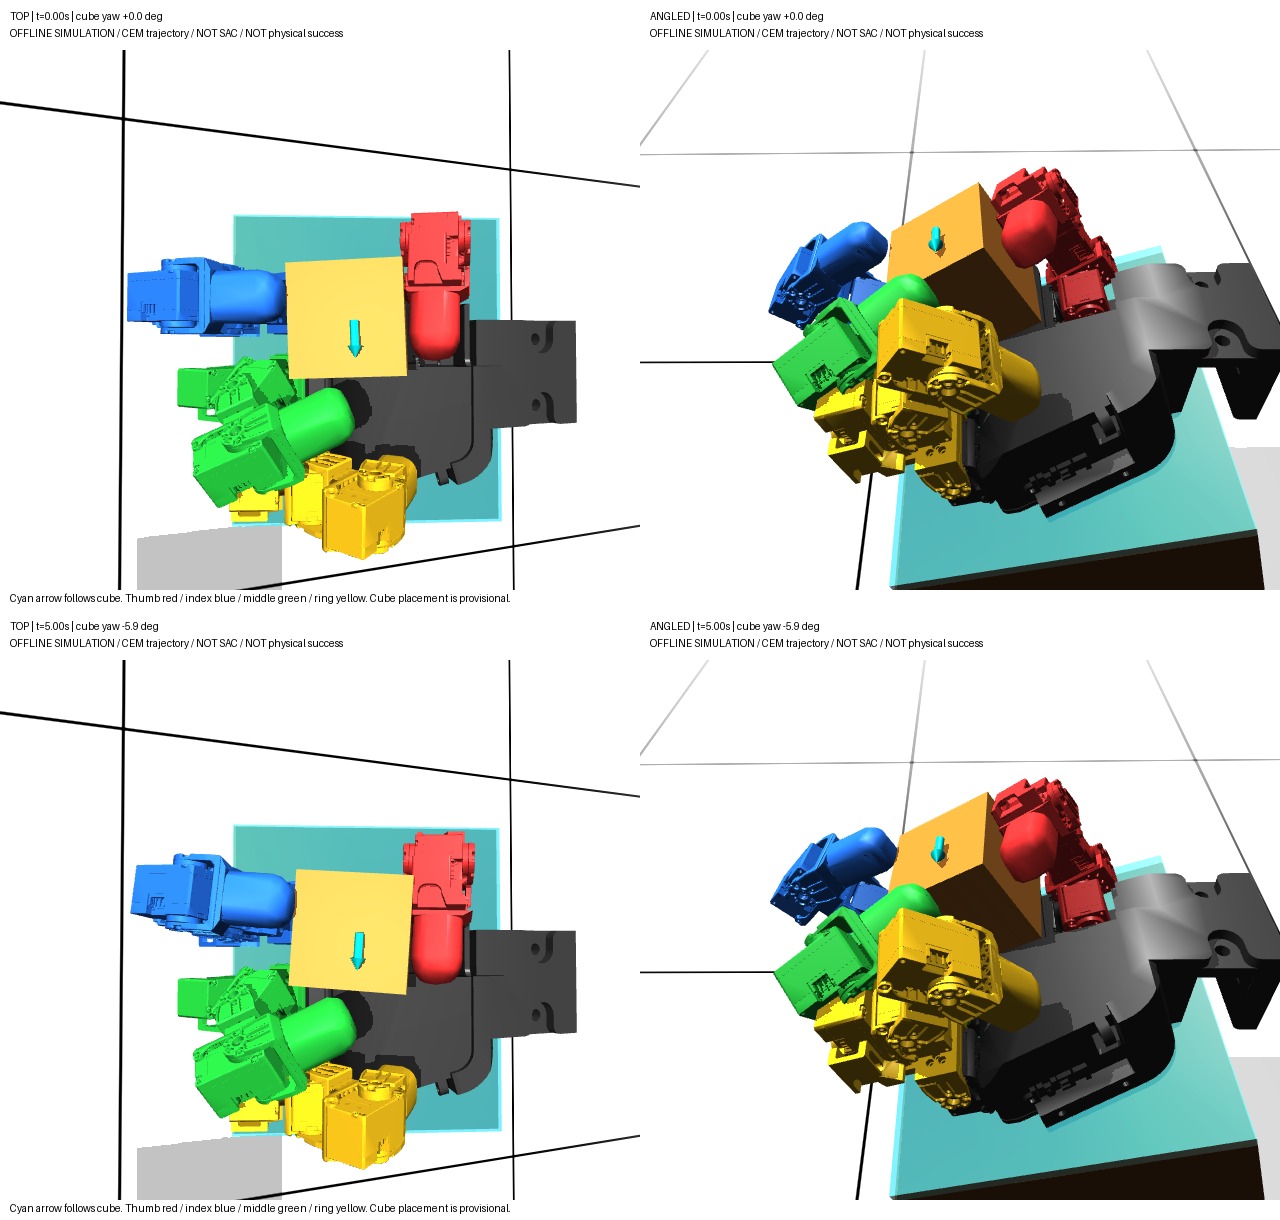 TOP | t=0.00s | cube yaw +0.0 deg
OFFLINE SIMULATION / CEM trajectory / NOT SAC / NOT physical success
ANGLED | t=0.00s | cube yaw +0.0 deg
OFFLINE SIMULATION / CEM trajectory / NOT SAC / NOT physical success
Cyan arrow follows cube. Thumb red / index blue / middle green / ring yellow. Cube placement is provisional.
TOP | t=5.00s | cube yaw -5.9 deg
OFFLINE SIMULATION / CEM trajectory / NOT SAC / NOT physical success
ANGLED | t=5.00s | cube yaw -5.9 deg
OFFLINE SIMULATION / CEM trajectory / NOT SAC / NOT physical success
Cyan arrow follows cube. Thumb red / index blue / middle green / ring yellow. Cube placement is provisional.